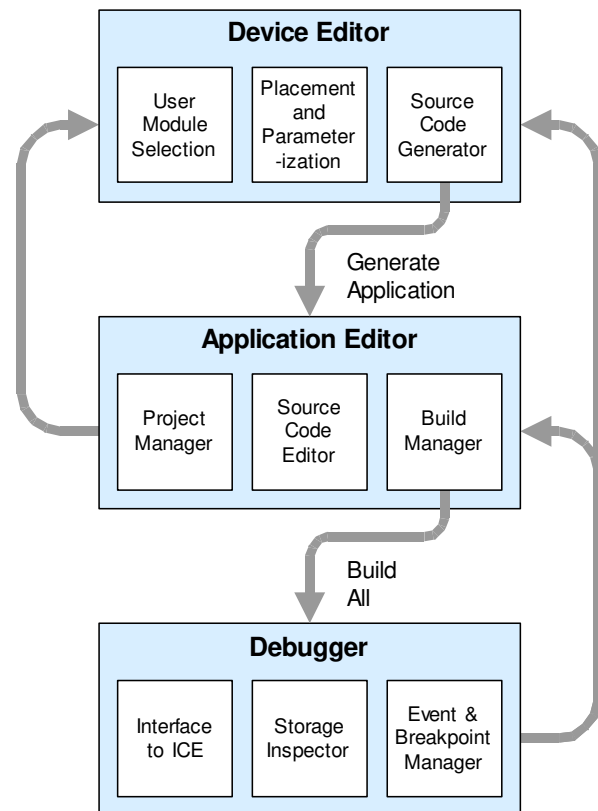 Device Editor
User
Module
Selection
Placement
and
Parameter
-ization
Source
Code
Generator
Generate
Application
Application Editor
Project
Manager
Source
Code
Editor
Build
Manager
Build
All
Debugger
Interface
to ICE
Storage
Inspector
Event &
Breakpoint
Manager